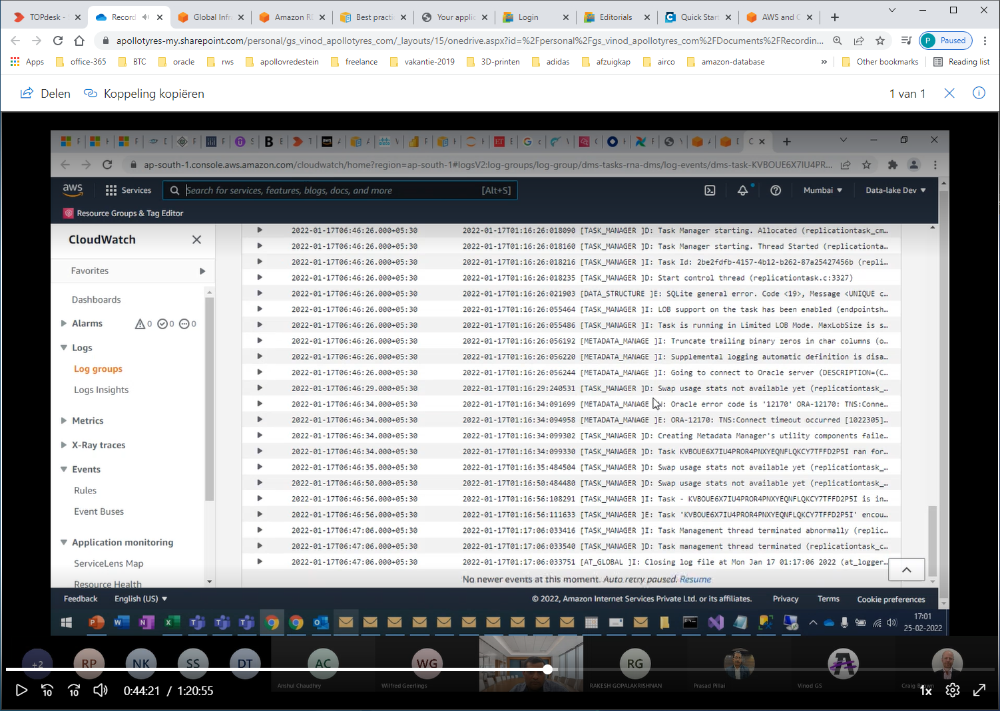 TOPdesk -
Record
Global Infra
Amazon RD
Best practi
Your applic
Login
Editorials
Quick Start
AWS and O
apollotyres-my.sharepoint.com/personal/gs_vinod_apollotyres_com/_layouts/15/onedrive.aspx?id=%2Fpersonal%2Fgs_vinod_apollotyres_com%2FDocuments%2FRecordin...
P Paused
Apps
office-365
BTC
oracle
rws
apollovredestein
freelance
vakantie-2019
3D-printen
adidas
afzuigkap
airco
amazon-database
»
Other bookmarks
Reading list
Delen
Koppeling kopiëren
1 van 1
ap-south-1.console.aws.amazon.com/cloudwatch/home?region=ap-south-1#logsV2:log-groups/log-group/dms-tasks-rna-dms/log-events/dms-task-KVBOUE6X7IU4PR...
aws
Services
Search for services, features, blogs, docs, and more
[Alt+S]
Mumbai
Data-lake Dev
Resource Groups & Tag Editor
CloudWatch
Favorites
Dashboards
Alarms
0
0
0
Logs
Log groups
Logs Insights
Metrics
X-Ray traces
Events
Rules
Event Buses
Application monitoring
ServiceLens Map
Resource Health
2022-01-17T06:46:26.000+05:30 2022-01-17T01:16:26:018090 [TASK_MANAGER ]D: Task Manager starting. Allocated (replicationtask_cm…
2022-01-17T06:46:26.000+05:30 2022-01-17T01:16:26:018160 [TASK_MANAGER ]D: Task Manager starting. Thread Started (replicationta…
2022-01-17T06:46:26.000+05:30 2022-01-17T01:16:26:018216 [TASK_MANAGER ]I: Task Id: 2be2fdfb-4157-4b12-b262-87a25427456b (repli…
2022-01-17T06:46:26.000+05:30 2022-01-17T01:16:26:018235 [TASK_MANAGER ]D: Start control thread (replicationtask.c:3327)
2022-01-17T06:46:26.000+05:30 2022-01-17T01:16:26:021903 [DATA_STRUCTURE ]E: SQLite general error. Code <19>, Message <UNIQUE c…
2022-01-17T06:46:26.000+05:30 2022-01-17T01:16:26:055464 [TASK_MANAGER ]I: LOB support on the task has been enabled (endpointsh…
2022-01-17T06:46:26.000+05:30 2022-01-17T01:16:26:055486 [TASK_MANAGER ]I: Task is running in Limited LOB Mode. MaxLobSize is s…
2022-01-17T06:46:26.000+05:30 2022-01-17T01:16:26:056192 [METADATA_MANAGE ]I: Truncate trailing binary zeros in char columns (o…
2022-01-17T06:46:26.000+05:30 2022-01-17T01:16:26:056220 [METADATA_MANAGE ]I: Supplemental logging automatic definition is disa…
2022-01-17T06:46:26.000+05:30 2022-01-17T01:16:26:056244 [METADATA_MANAGE ]I: Going to connect to Oracle server (DESCRIPTION=(C…
2022-01-17T06:46:29.000+05:30 2022-01-17T01:16:29:240531 [TASK_MANAGER ]D: Swap usage stats not available yet (replicationtask_…
2022-01-17T06:46:34.000+05:30 2022-01-17T01:16:34:091699 [METADATA_MANAGE : Oracle error code is '12170' ORA-12170: TNS:Conne…
2022-01-17T06:46:34.000+05:30 2022-01-17T01:16:34:094958 [METADATA_MANAGE ]E: ORA-12170: TNS:Connect timeout occurred [1022305]…
2022-01-17T06:46:34.000+05:30 2022-01-17T01:16:34:099302 [TASK_MANAGER ]D: Creating Metadata Manager's utility components faile…
2022-01-17T06:46:34.000+05:30 2022-01-17T01:16:34:099330 [TASK_MANAGER ]D: Task KVBOUE6X7IU4PROR4PNXYEQNFLQKCY7TFFD2P5I ran for…
2022-01-17T06:46:35.000+05:30 2022-01-17T01:16:35:484504 [TASK_MANAGER ]D: Swap usage stats not available yet (replicationtask_…
2022-01-17T06:46:50.000+05:30 2022-01-17T01:16:50:484480 [TASK_MANAGER ]D: Swap usage stats not available yet (replicationtask_…
2022-01-17T06:46:56.000+05:30 2022-01-17T01:16:56:108291 [TASK_MANAGER ]I: Task - KVBOUE6X7IU4PROR4PNXYEQNFLQKCY7TFFD2P5I is in…
2022-01-17T06:46:56.000+05:30 2022-01-17T01:16:56:111633 [TASK_MANAGER ]E: Task 'KVBOUE6X7IU4PROR4PNXYEQNFLQKCY7TFFD2P5I' encou…
2022-01-17T06:47:06.000+05:30 2022-01-17T01:17:06:033416 [TASK_MANAGER ]I: Task Management thread terminated abnormally (replic…
2022-01-17T06:47:06.000+05:30 2022-01-17T01:17:06:033540 [TASK_MANAGER ]D: Task management thread terminated (replicationtask_c…
2022-01-17T06:47:06.000+05:30 2022-01-17T01:17:06:033751 [AT_GLOBAL ]I: Closing log file at Mon Jan 17 01:17:06 2022 (at_logger…
No newer events at this moment. Auto retry paused. Resume
Feedback
English (US)
© 2022, Amazon Internet Services Private Ltd. or its affiliates.
Privacy
Terms
Cookie preferences
17:01
25-02-2022
+2
RP
NK
SS
DT
AC
Anshul Chaudhry
WG
Wilfred Geerlings
RG
RAKESH GOPALAKRISHNAN
Prasad Pillai
Vinod GS
Craig Brown
10
10
0:44:21 / 1:20:55
1x